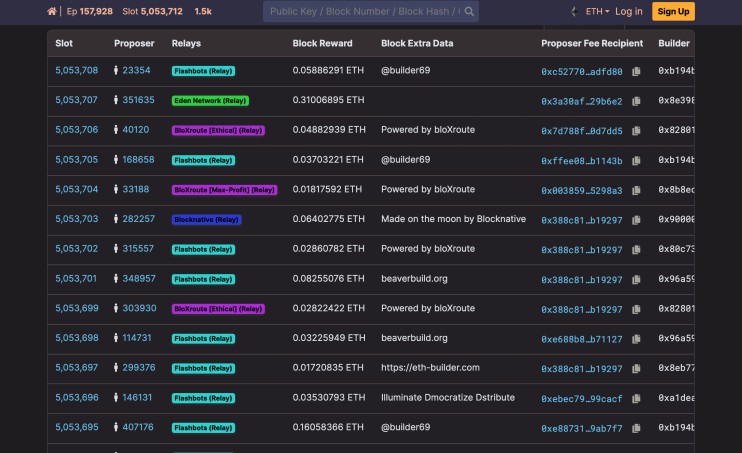 Ep 157,928 Slot 5,053,712 1.5k Public Key / Block Number / Block Hash / ETH Log in Sign Up
Slot Proposer Relays Block Reward Block Extra Data Proposer Fee Recipient Builder
5,053,708 23354 Flashbots (Relay) 0.05886291 ETH @builder69 0xc52770…adfd80 0xb194b
5,053,707 351635 Eden Network (Relay) 0.31006895 ETH 0x3a30af…29b6e2 0x8e398
5,053,706 40120 BloXroute [Ethical] (Relay) 0.04882939 ETH Powered by bloXroute 0x7d788f…0d7dd5 0x82801
5,053,705 168658 Flashbots (Relay) 0.03703221 ETH @builder69 0xffee08…b1143b 0xb194b
5,053,704 33188 BloXroute [Max-Profit] (Relay) 0.01817592 ETH Powered by bloXroute 0x003859…5298a3 0x8b8ec
5,053,703 282257 Blocknative (Relay) 0.06402775 ETH Made on the moon by Blocknative 0x388c81…b19297 0x90000
5,053,702 315557 Flashbots (Relay) 0.02860782 ETH Powered by bloXroute 0x388c81…b19297 0x80c73
5,053,701 348957 Flashbots (Relay) 0.08255076 ETH beaverbuild.org 0x388c81…b19297 0x96a59
5,053,699 303930 BloXroute [Ethical] (Relay) 0.02822422 ETH Powered by bloXroute 0x388c81…b19297 0x82801
5,053,698 114731 Flashbots (Relay) 0.03225949 ETH beaverbuild.org 0xe688b8…b71127 0x96a59
5,053,697 299376 Flashbots (Relay) 0.01720835 ETH https://eth-builder.com 0x388c81…b19297 0x8eb77
5,053,696 146131 Flashbots (Relay) 0.03530793 ETH Illuminate Dmocratize Dstribute 0xebec79…99cacf 0xa1dea
5,053,695 407176 Flashbots (Relay) 0.16058366 ETH @builder69 0xe88731…9ab7f7 0xb194b